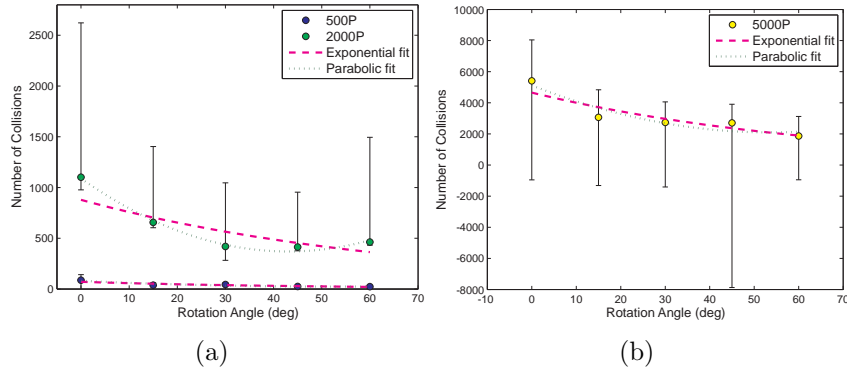 500P
2000P
Exponential fit
Parabolic fit
2500
2000
1500
1000
500
0
Number of Collisions
0 10 20 30 40 50 60 70
Rotation Angle (deg)
(a)
5000P
Exponential fit
Parabolic fit
10000
8000
6000
4000
2000
0
-2000
-4000
-6000
-8000
Number of Collisions
-10 0 10 20 30 40 50 60 70
Rotation Angle (deg)
(b)